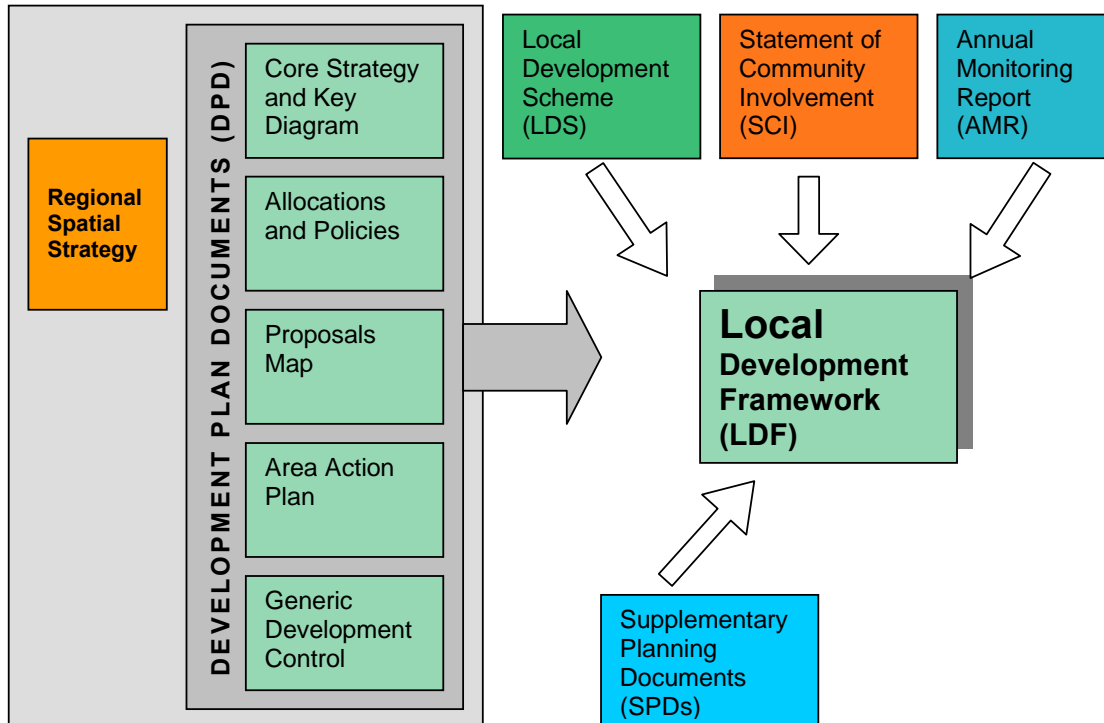 Regional
Spatial
Strategy
DEVELOPMENT PLAN DOCUMENTS (DPD)
Core Strategy
and Key
Diagram
Allocations
and Policies
Proposals
Map
Area Action
Plan
Generic
Development
Control
Local
Development
Scheme
(LDS)
Statement of
Community
Involvement
(SCI)
Annual
Monitoring
Report
(AMR)
Local
Development
Framework
(LDF)
Supplementary
Planning
Documents
(SPDs)